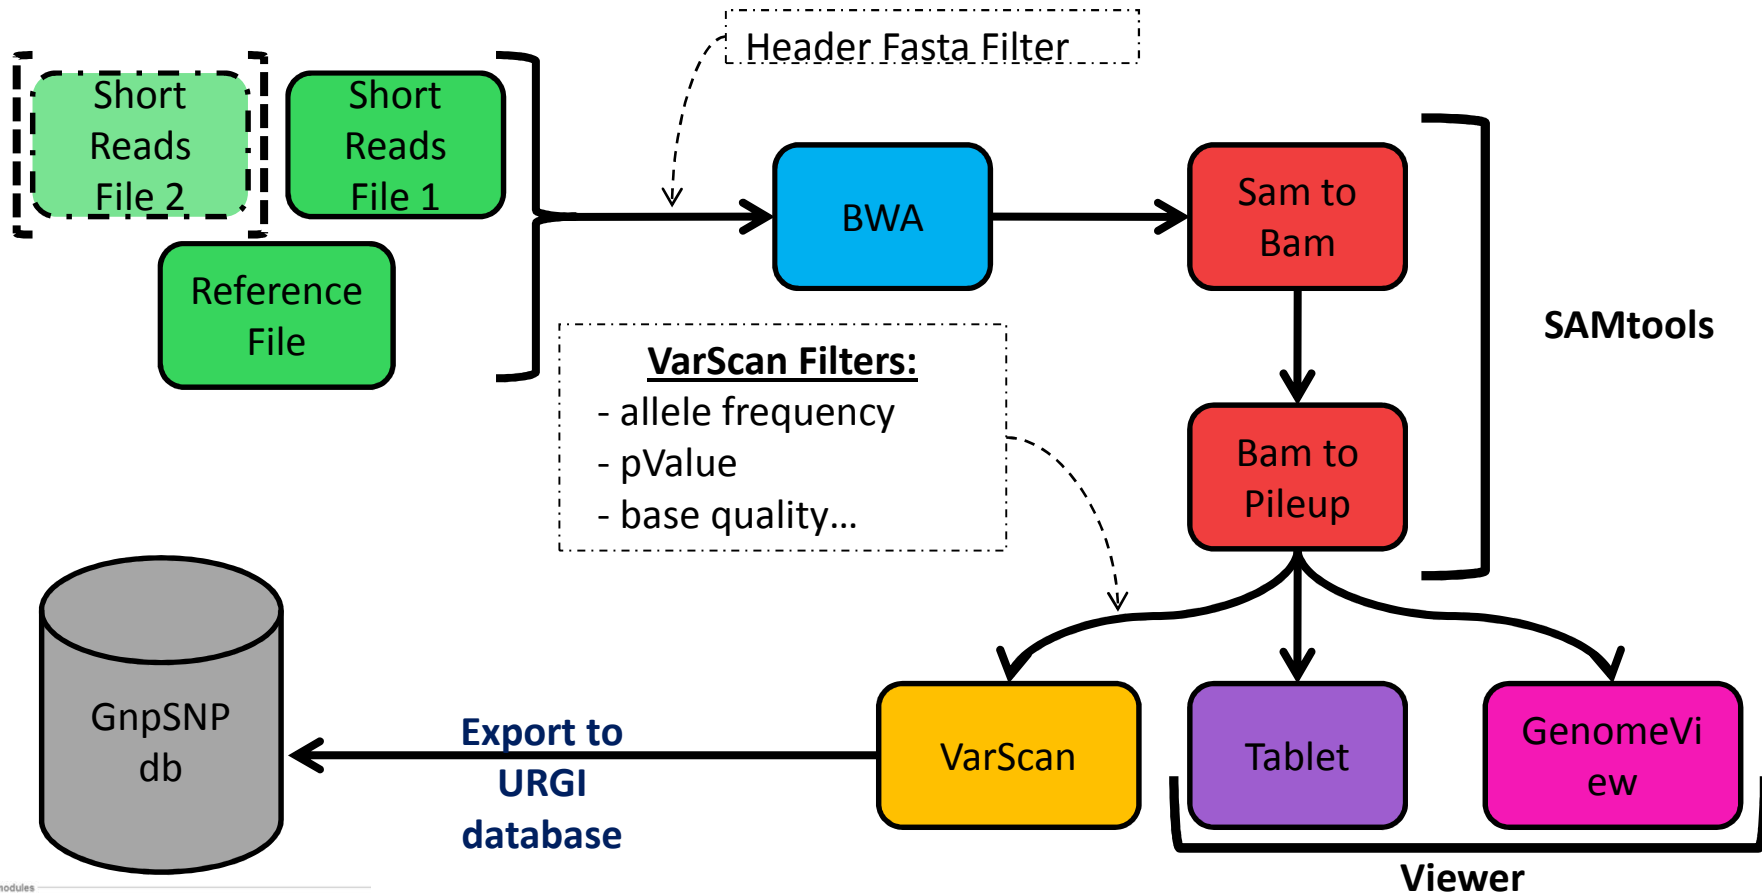 Header Fasta Filter
Short
Reads
File 2
Short
Reads
File 1
BWA
Sam to
Bam
Reference
File
SAMtools
VarScan Filters:
- allele frequency
- pValue
- base quality...
Bam to
Pileup
GnpSNP
db
Export to
URGI
database
VarScan
Tablet
GenomeVi
ew
Viewer
modules